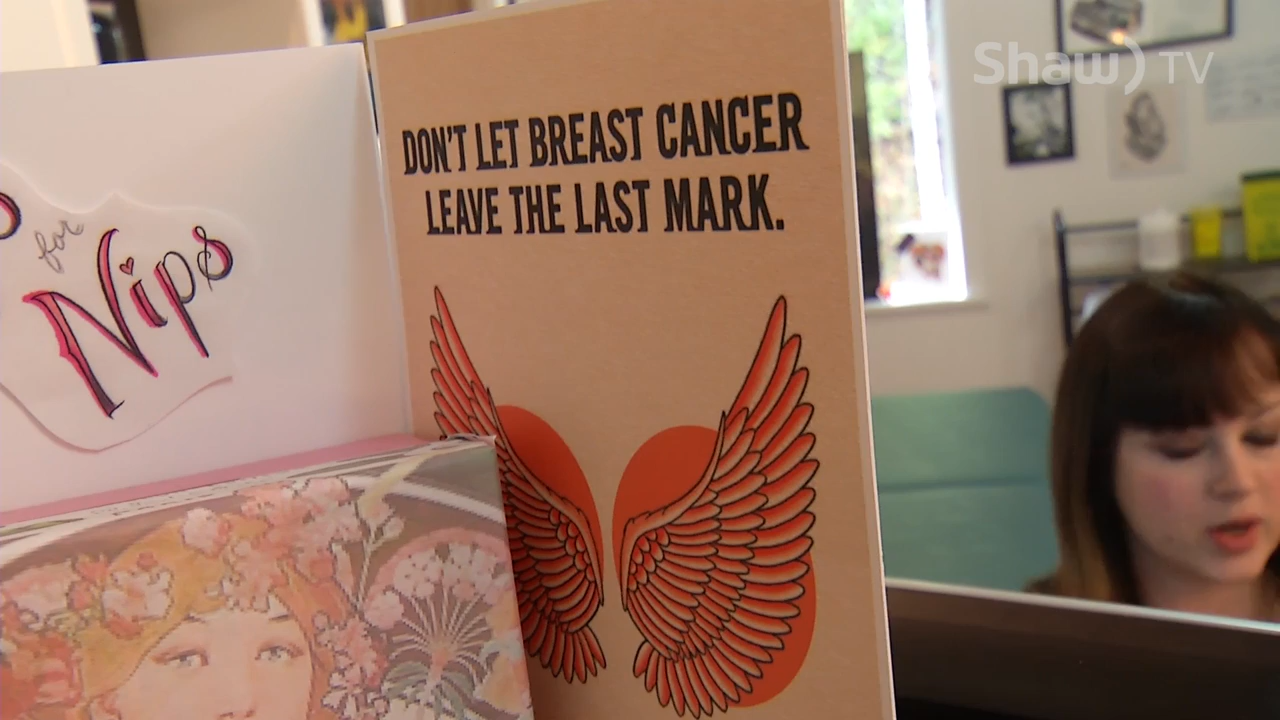 Shaw) TV
DON'T LET BREAST CANCER
LEAVE THE LAST MARK.
for
Nips